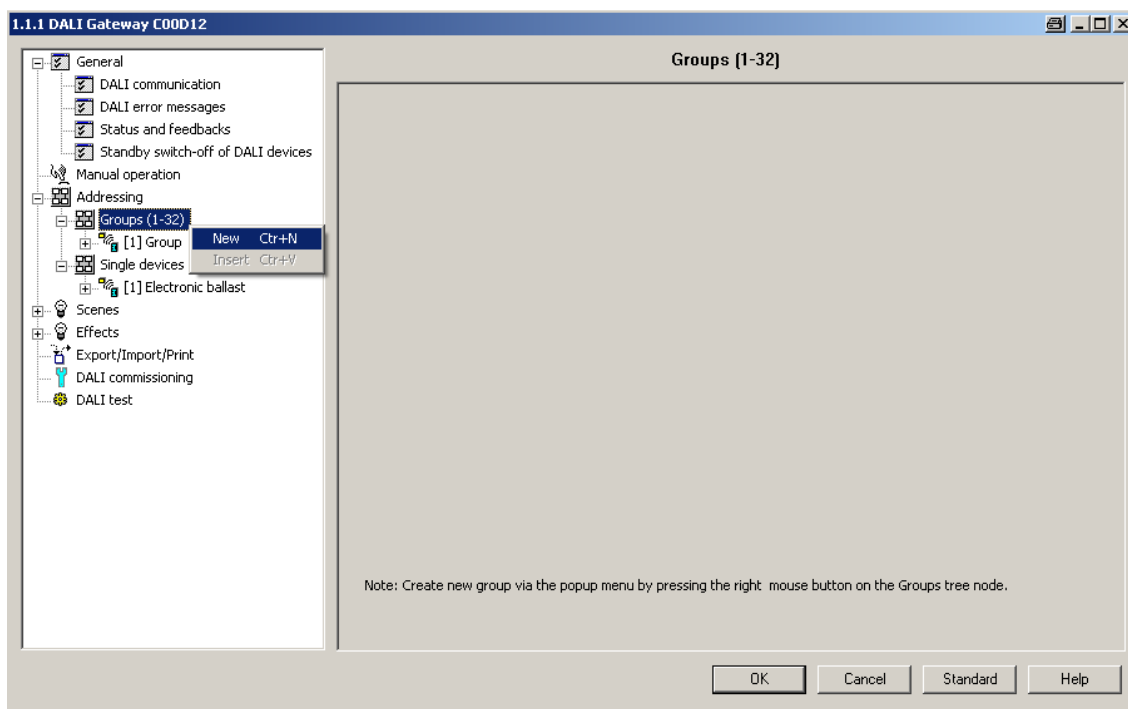 1.1.1 DALI Gateway C00D12
General
DALI communication
DALI error messages
Status and feedbacks
Standby switch-off of DALI devices
Manual operation
Addressing
Groups (1-32)
[1] Group
New Ctr+N
Insert Ctr+V
Single devices
[1] Electronic ballast
Scenes
Effects
Export/Import/Print
DALI commissioning
DALI test
Groups (1-32)
Note: Create new group via the popup menu by pressing the right mouse button on the Groups tree node.
OK Cancel Standard Help